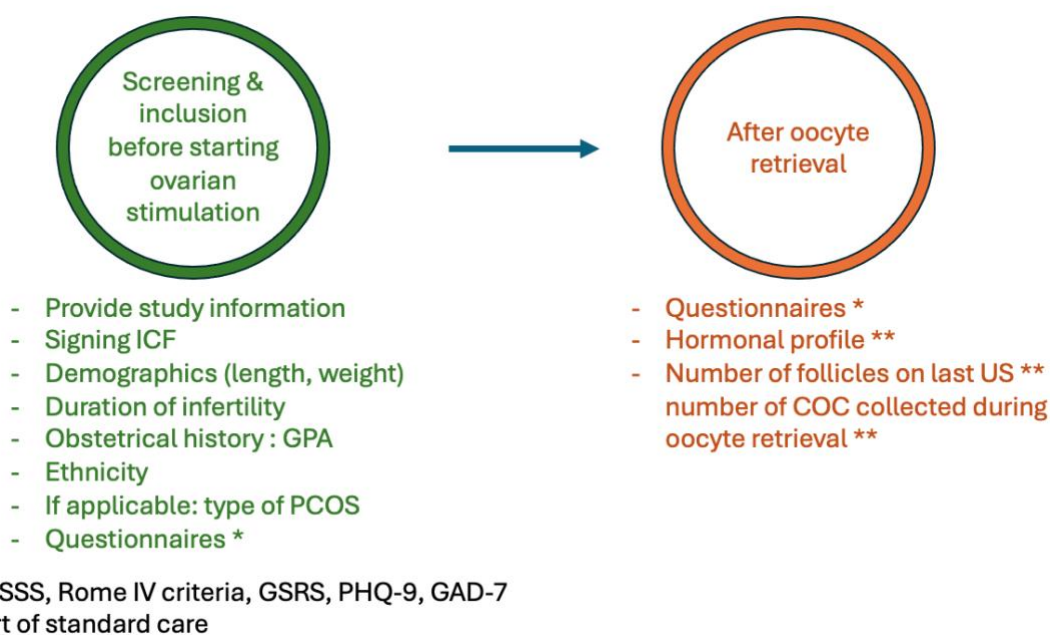 Screening &
inclusion
before starting
ovarian
stimulation
After oocyte
retrieval
- Provide study information
- Signing ICF
- Demographics (length, weight)
- Duration of infertility
- Obstetrical history : GPA
- Ethnicity
- If applicable: type of PCOS
- Questionnaires *
- Questionnaires *
- Hormonal profile **
- Number of follicles on last US **
number of COC collected during
oocyte retrieval **
SSS, Rome IV criteria, GSRS, PHQ-9, GAD-7
of standard care